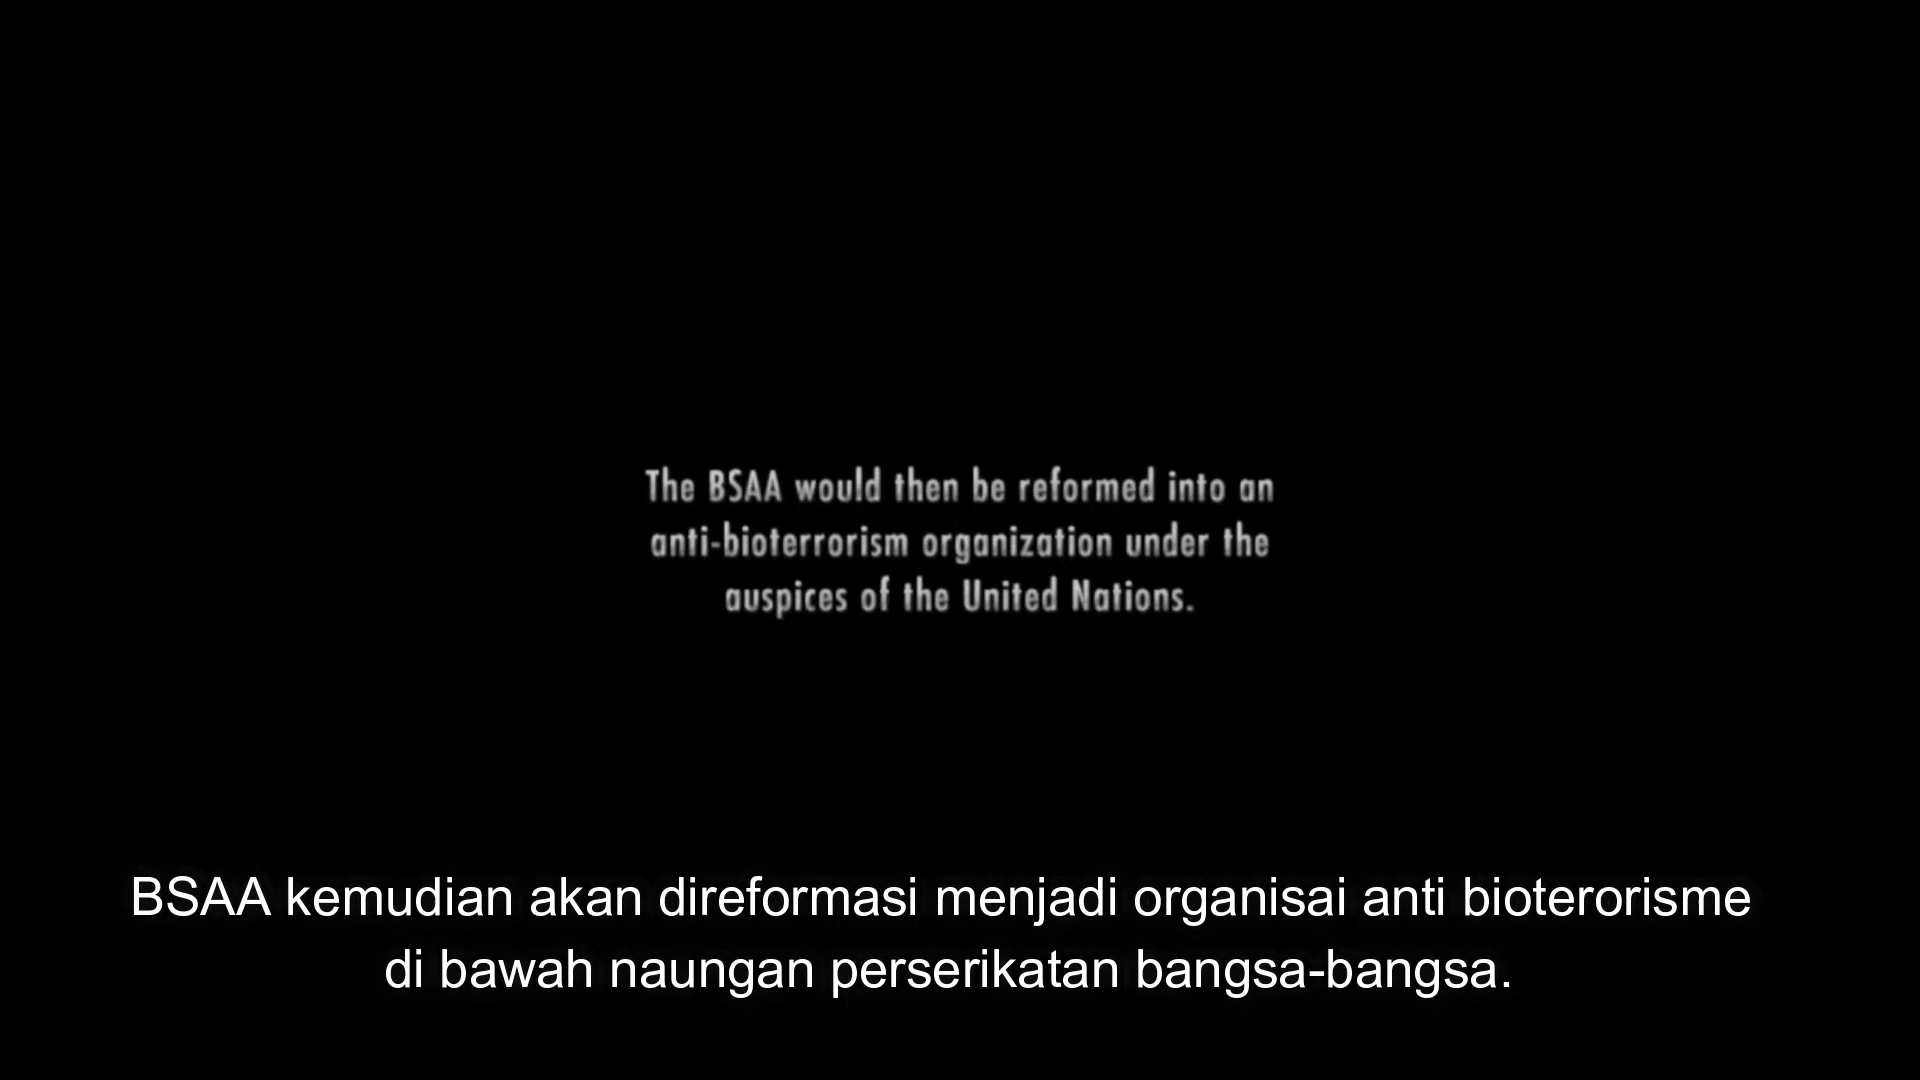 The BSAA would then be reformed into an
anti-bioterrorism organization under the
auspices of the United Nations.
BSAA kemudian akan direformasi menjadi organisai anti bioterorisme
di bawah naungan perserikatan bangsa-bangsa.